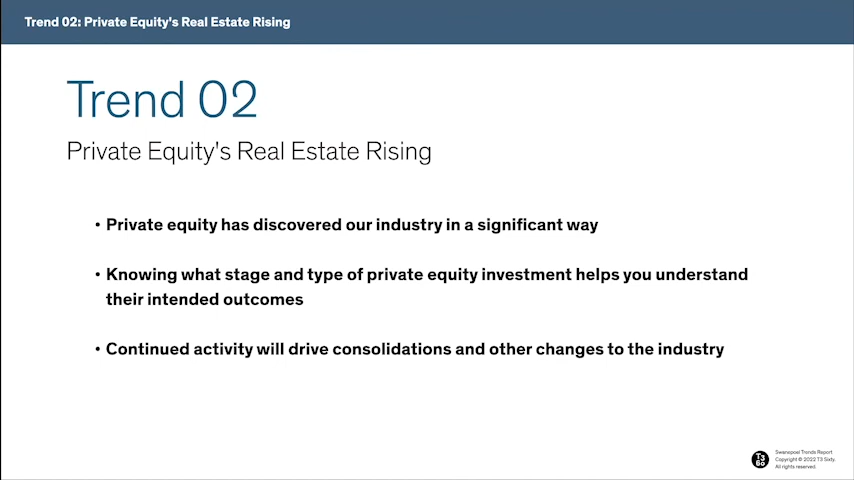 Trend 02: Private Equity's Real Estate Rising
Trend 02
Private Equity's Real Estate Rising
• Private equity has discovered our industry in a significant way
• Knowing what stage and type of private equity investment helps you understand
their intended outcomes
• Continued activity will drive consolidations and other changes to the industry
T3
60
Swanepoel Trends Report
Copyright © 2022 T3 Sixty.
All rights reserved.